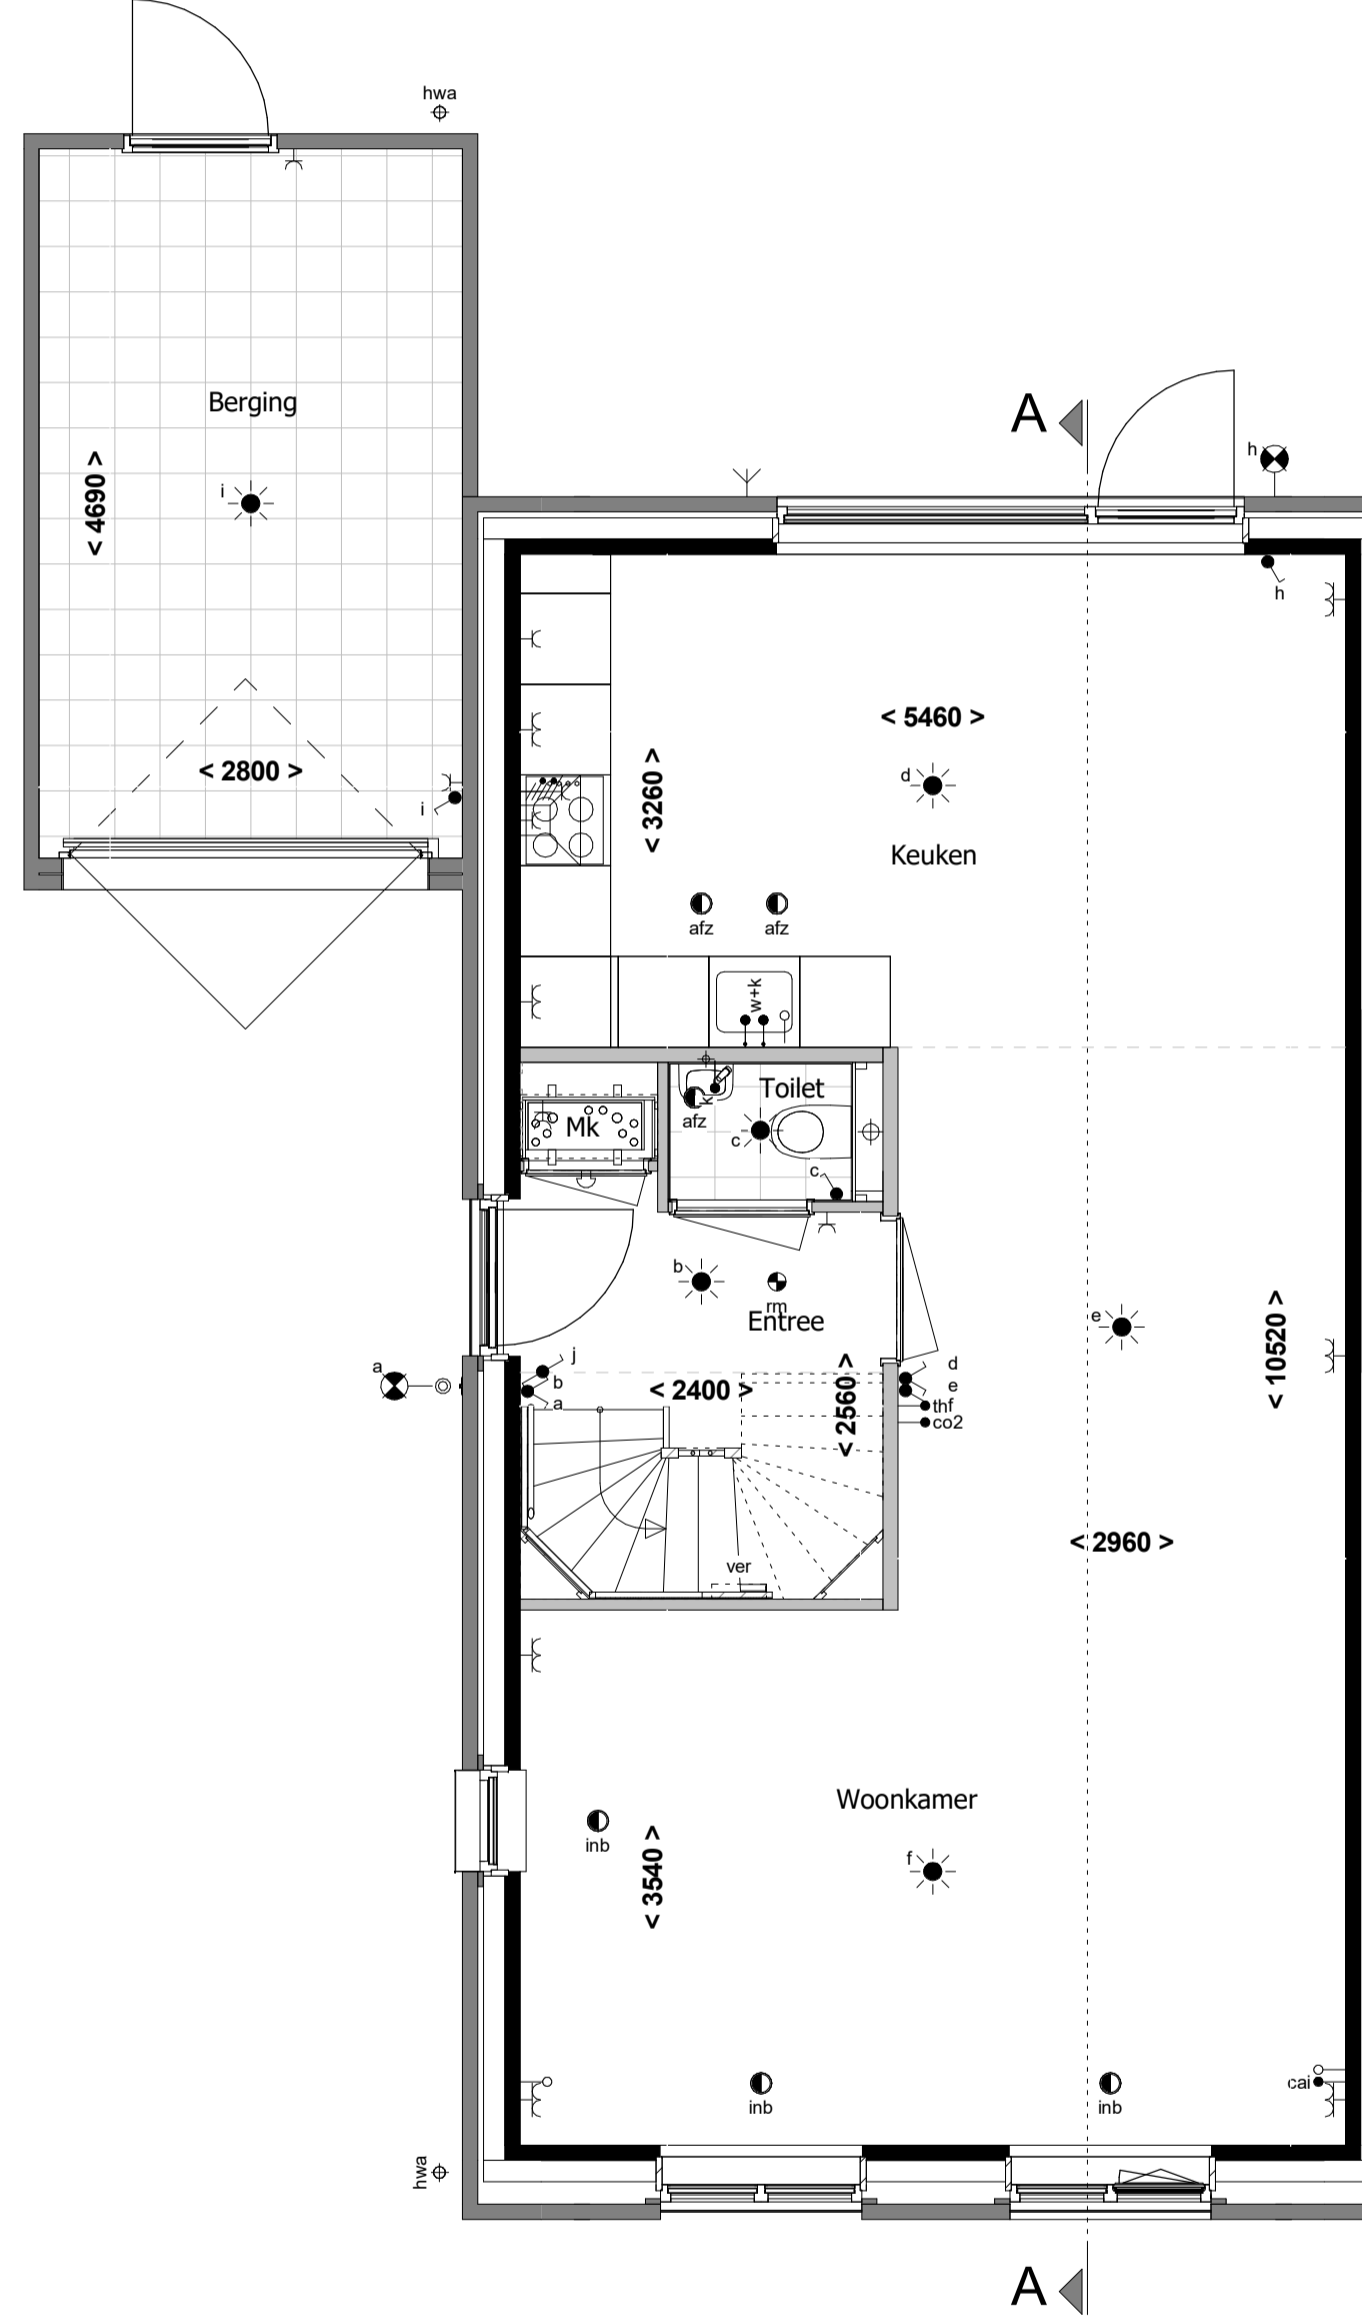 hwa
Berging
i
< 4690 >
< 2800 >
i
A
h
h
< 5460 >
d
< 3260 >
Keuken
afz
afz
w+k
Toilet
k
afz
c
c
Mk
b
rm
Entree
e
< 10520 >
a
j
b
a
< 2400 >
< 2560 >
d
e
thf
co2
< 2960 >
ver
Woonkamer
inb
f
< 3540 >
inb
inb
cai
hwa
A